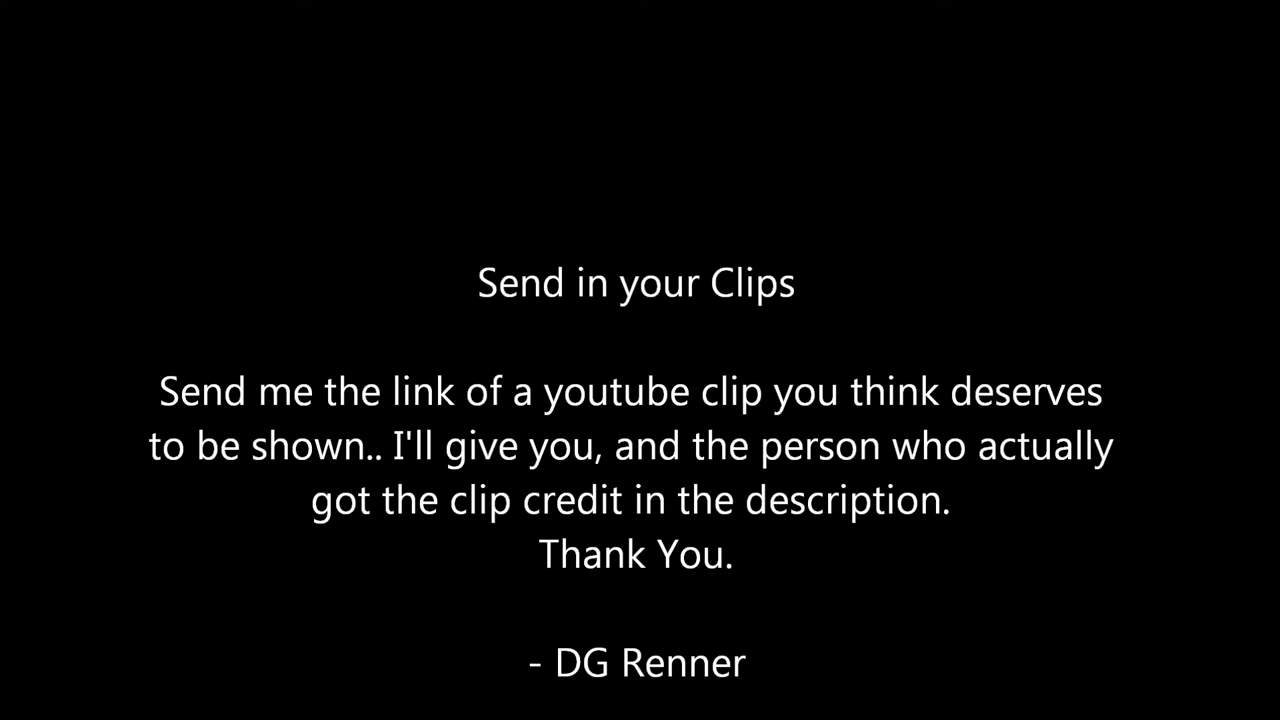 Send in your Clips
Send me the link of a youtube clip you think deserves
to be shown.. I'll give you, and the person who actually
got the clip credit in the description.
Thank You.
- DG Renner